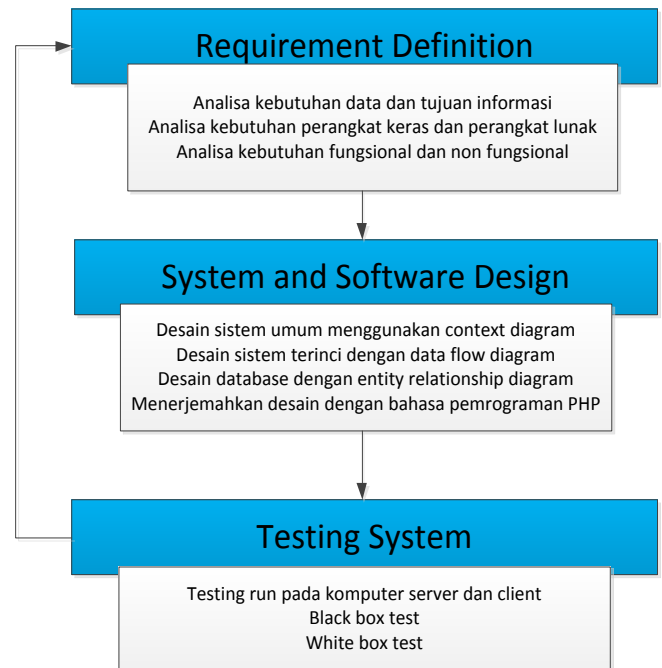 Requirement Definition
Analisa kebutuhan data dan tujuan informasi
Analisa kebutuhan perangkat keras dan perangkat lunak
Analisa kebutuhan fungsional dan non fungsional
System and Software Design
Desain sistem umum menggunakan context diagram
Desain sistem terinci dengan data flow diagram
Desain database dengan entity relationship diagram
Menerjemahkan desain dengan bahasa pemrograman PHP
Testing System
Testing run pada komputer server dan client
Black box test
White box test